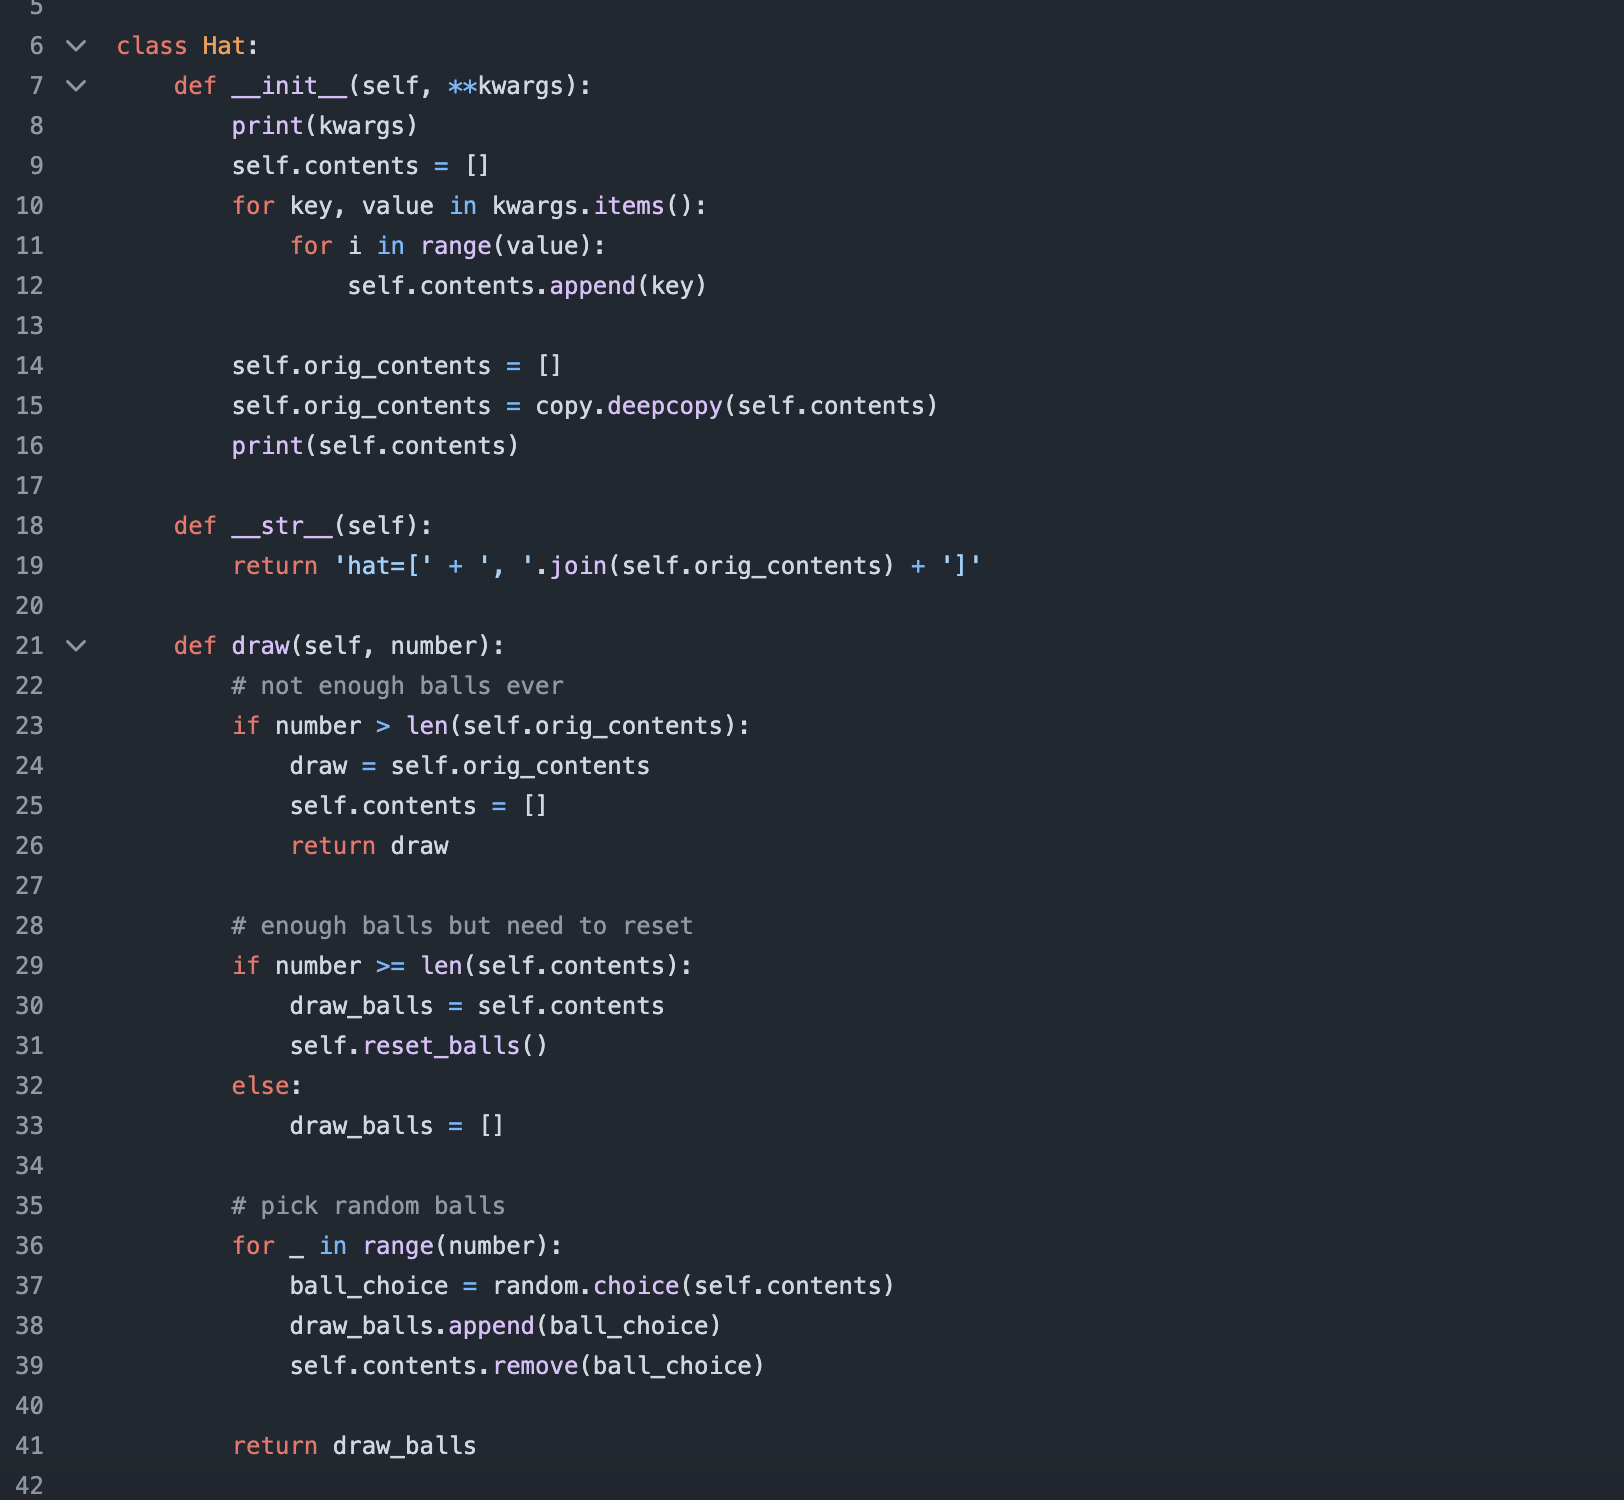 5
6 class Hat:
7     def __init__(self, **kwargs):
8         print(kwargs)
9         self.contents = []
10         for key, value in kwargs.items():
11             for i in range(value):
12                 self.contents.append(key)
13
14         self.orig_contents = []
15         self.orig_contents = copy.deepcopy(self.contents)
16         print(self.contents)
17
18     def __str__(self):
19         return 'hat=[' + ', '.join(self.orig_contents) + ']'
20
21     def draw(self, number):
22         # not enough balls ever
23         if number > len(self.orig_contents):
24             draw = self.orig_contents
25             self.contents = []
26             return draw
27
28         # enough balls but need to reset
29         if number >= len(self.contents):
30             draw_balls = self.contents
31             self.reset_balls()
32         else:
33             draw_balls = []
34
35         # pick random balls
36         for _ in range(number):
37             ball_choice = random.choice(self.contents)
38             draw_balls.append(ball_choice)
39             self.contents.remove(ball_choice)
40
41         return draw_balls
42